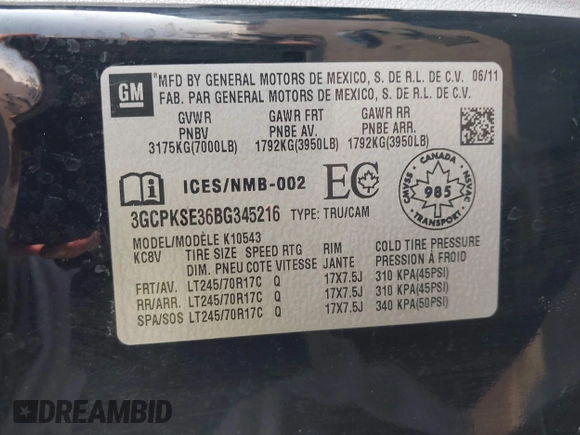 GM
MFD BY GENERAL MOTORS DE MEXICO, S. DE R.L. DE C.V. 06/11
FAB. PAR GENERAL MOTORS DE MEXICO, S. DE R.L. DE C.V.
GVWR GAWR FRT GAWR RR
PNBV PNBE AV. PNBE ARR.
3175KG(7000LB) 1792KG(3950LB) 1792KG(3950LB)
i ICES/NMB-002 EC
CANADA
CMVSS 985 NSVAC
TRANSPORT
3GCPKSE36BG345216 TYPE: TRU/CAM
MODEL/MODÈLE K10543
KC8V TIRE SIZE SPEED RTG RIM COLD TIRE PRESSURE
DIM. PNEU COTE VITESSE JANTE PRESSION À FROID
FRT/AV. LT245/70R17C Q 17X7.5J 310 KPA(45PSI)
RR/ARR. LT245/70R17C Q 17X7.5J 310 KPA(45PSI)
SPA/SOS LT245/70R17C Q 17X7.5J 340 KPA(50PSI)
DREAMBID